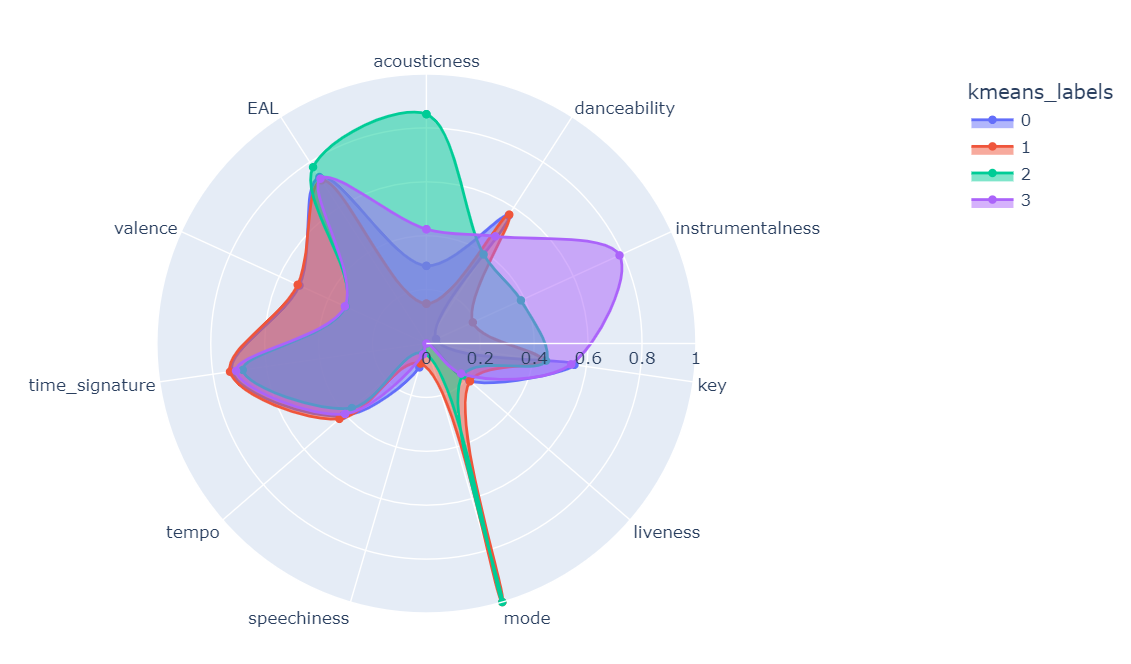 acousticness
EAL
danceability
kmeans_labels
0
1
2
3
valence
instrumentalness
0 0.2 0.4 0.6 0.8 1
time_signature
key
tempo
liveness
speechiness
mode